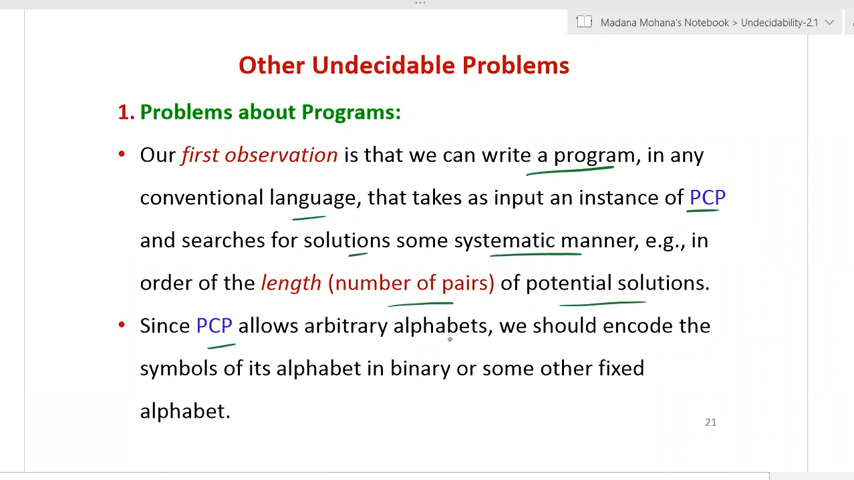 Madana Mohana's Notebook > Undecidability-2.1
Other Undecidable Problems
1. Problems about Programs:
• Our first observation is that we can write a program, in any
conventional language, that takes as input an instance of PCP
and searches for solutions some systematic manner, e.g., in
order of the length (number of pairs) of potential solutions.
• Since PCP allows arbitrary alphabets, we should encode the
symbols of its alphabet in binary or some other fixed
alphabet.
21